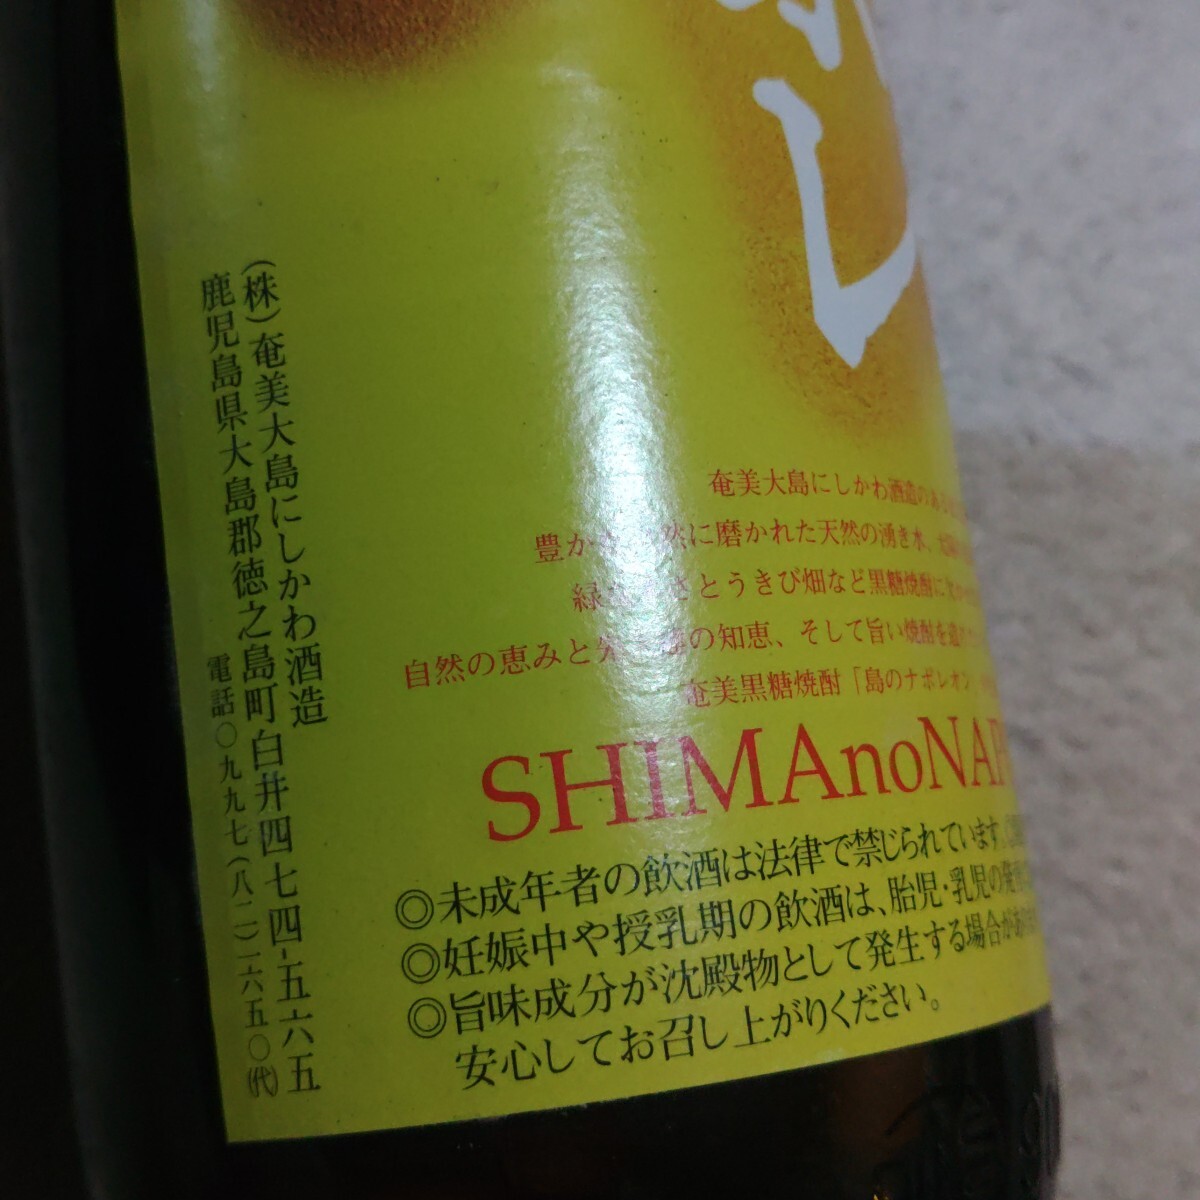 し
奄美大島にしかわ酒造のある
豊か 然に磨かれた天然の湧き水、
緑 さとうきび畑など黒糖焼酎に
自然の恵みと の知恵、そして旨い焼酎を造
奄美黒糖焼酎「島のナポレオン
SHIMAnoNAP
◎未成年者の飲酒は法律で禁じられています。
◎妊娠中や授乳期の飲酒は、胎児・乳児の発
◎旨味成分が沈殿物として発生する場合があ
安心してお召し上がりください。
(株)奄美大島にしかわ酒造
鹿児島県大島郡徳之島町白井四七四-五六五
電話〇九九七(八二)一六五〇(代)